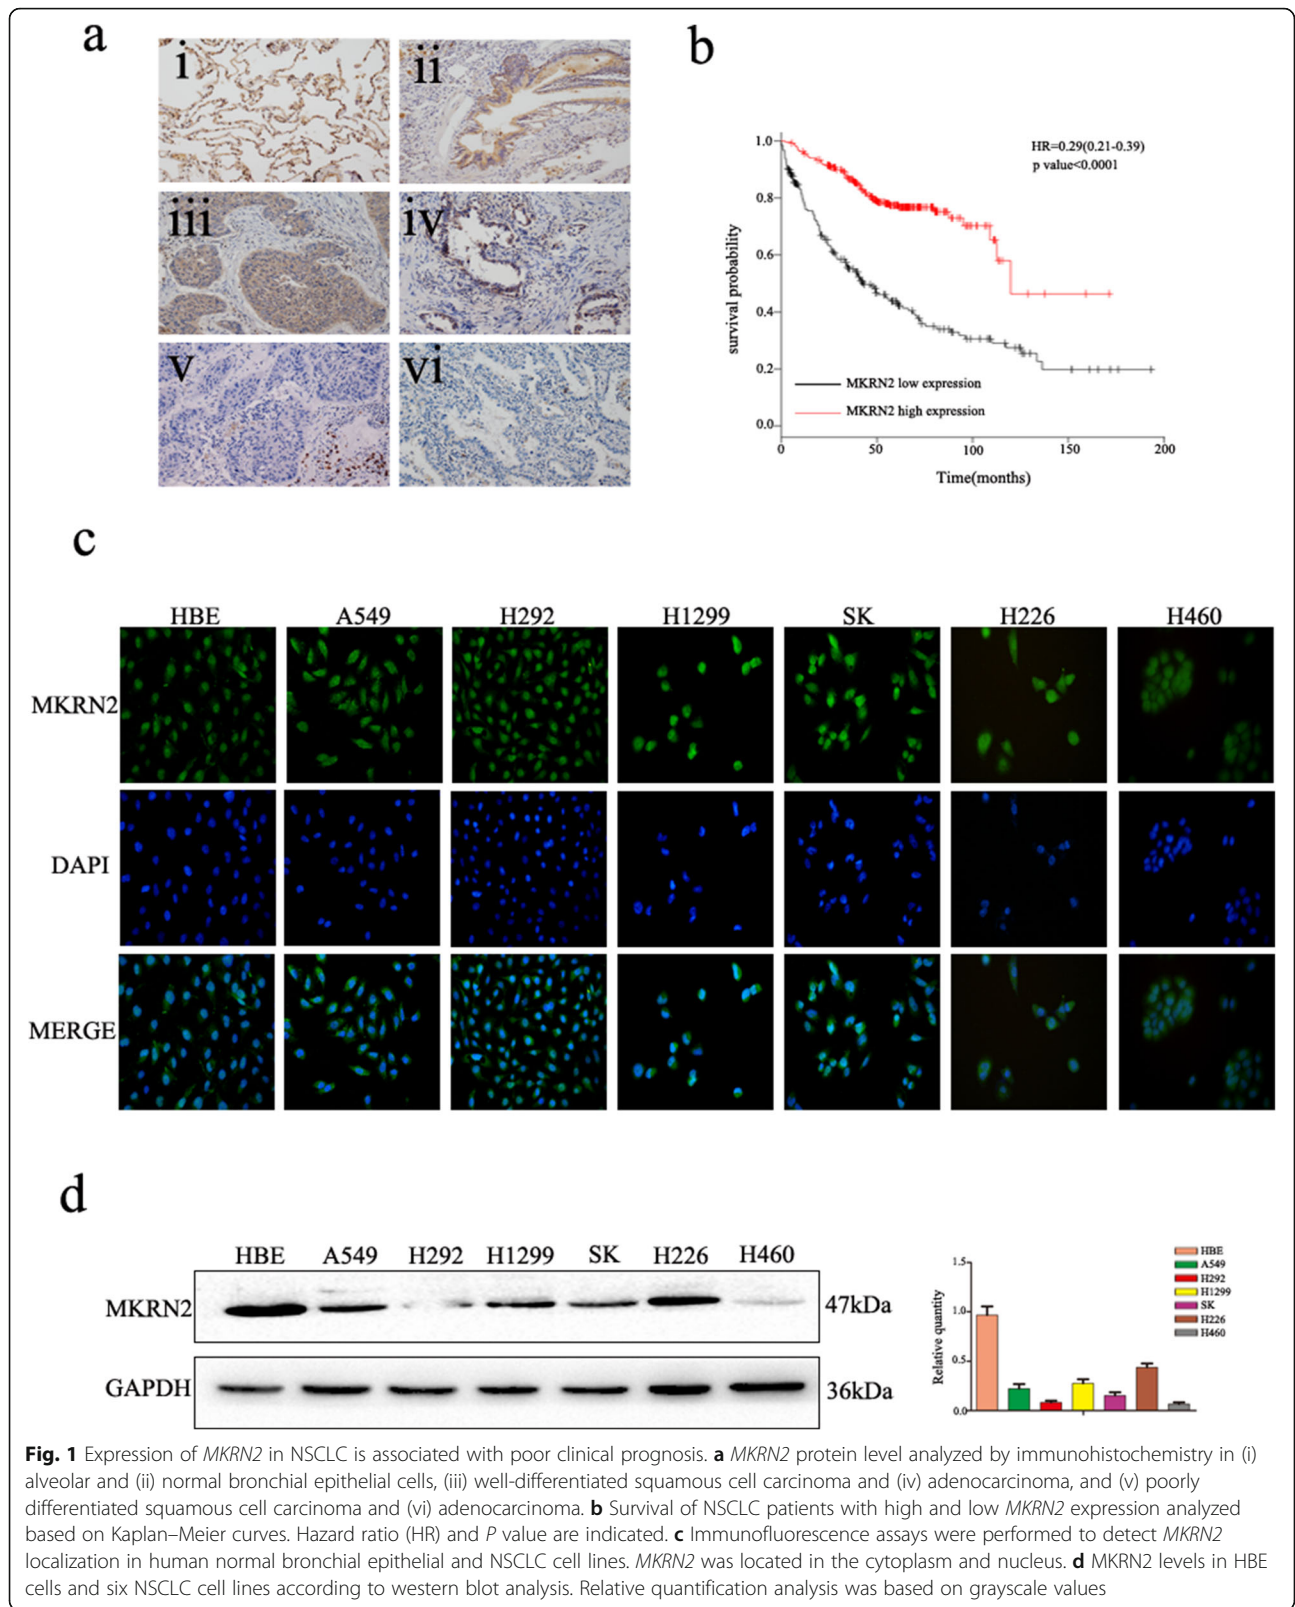 a
i
ii
iii
iv
v
vi
b
HR=0.29(0.21-0.39)
p value<0.0001
survival probability
1.0
0.8
0.6
0.4
0.2
0.0
MKRN2 low expression
MKRN2 high expression
0
50
100
150
200
Time(months)
c
HBE A549 H292 H1299 SK H226 H460
MKRN2
DAPI
MERGE
d
HBE A549 H292 H1299 SK H226 H460
MKRN2 47kDa
GAPDH 36kDa
Relative quantity
1.5
1.0
0.5
0.0
HBE
A549
H292
H1299
SK
H226
H460
Fig. 1 Expression of MKRN2 in NSCLC is associated with poor clinical prognosis. a MKRN2 protein level analyzed by immunohistochemistry in (i)
alveolar and (ii) normal bronchial epithelial cells, (iii) well-differentiated squamous cell carcinoma and (iv) adenocarcinoma, and (v) poorly
differentiated squamous cell carcinoma and (vi) adenocarcinoma. b Survival of NSCLC patients with high and low MKRN2 expression analyzed
based on Kaplan–Meier curves. Hazard ratio (HR) and P value are indicated. c Immunofluorescence assays were performed to detect MKRN2
localization in human normal bronchial epithelial and NSCLC cell lines. MKRN2 was located in the cytoplasm and nucleus. d MKRN2 levels in HBE
cells and six NSCLC cell lines according to western blot analysis. Relative quantification analysis was based on grayscale values